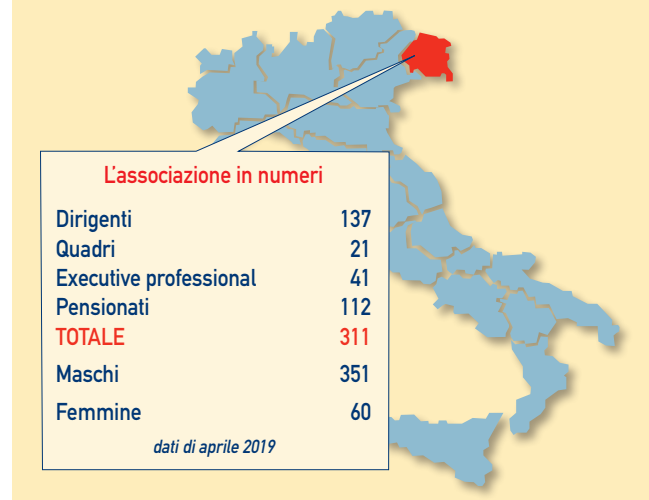 L'associazione in numeri
Dirigenti 137
Quadri 21
Executive professional 41
Pensionati 112
TOTALE 311
Maschi 351
Femmine 60
dati di aprile 2019